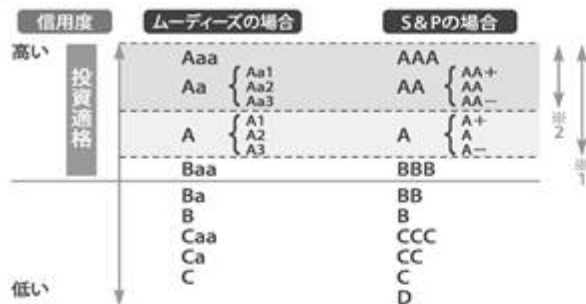 信用度 ムーディーズの場合 S&Pの場合
高い
投資適格
Aaa AAA
Aa Aa1 Aa2 Aa3 AA AA+ AA AA−
A A1 A2 A3 A A+ A A−
Baa BBB
Ba BB
B B
Caa CCC
Ca CC
C C
低い D
※2
※1